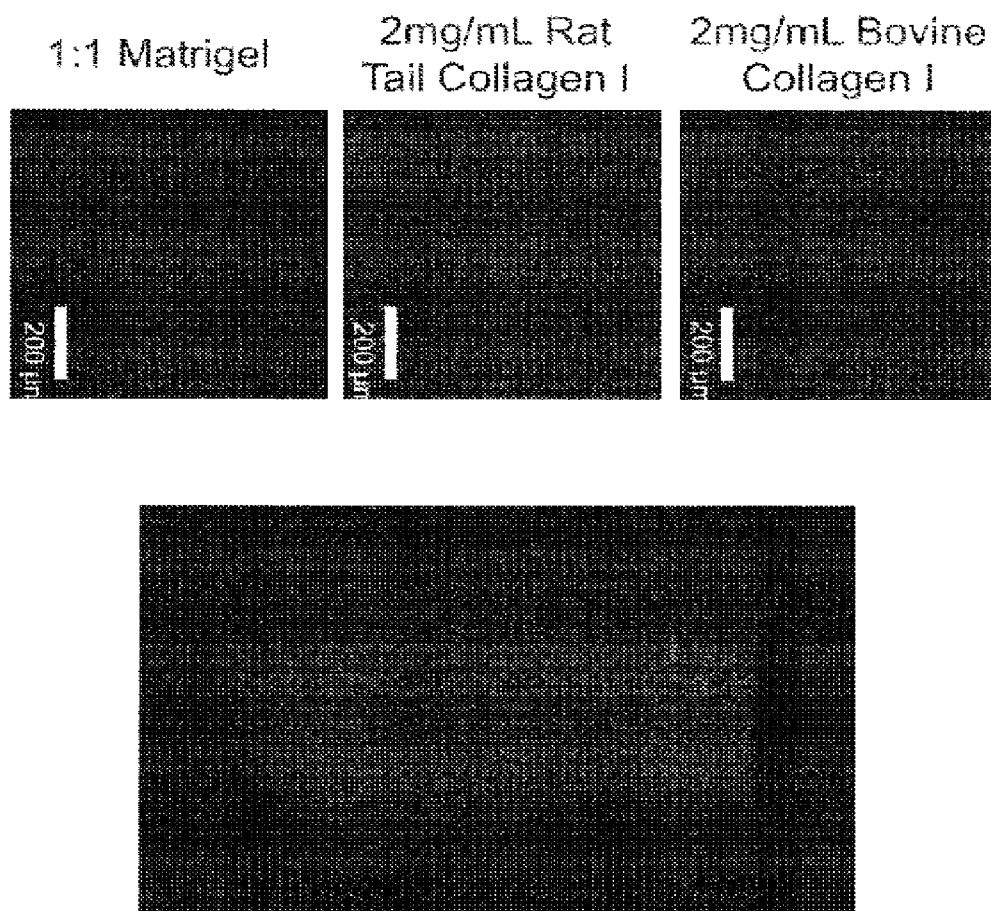 1:1 Matrigel
2mg/mL Rat
Tail Collagen I
2mg/mL Bovine
Collagen I
200 µm
200 µm
200 µm